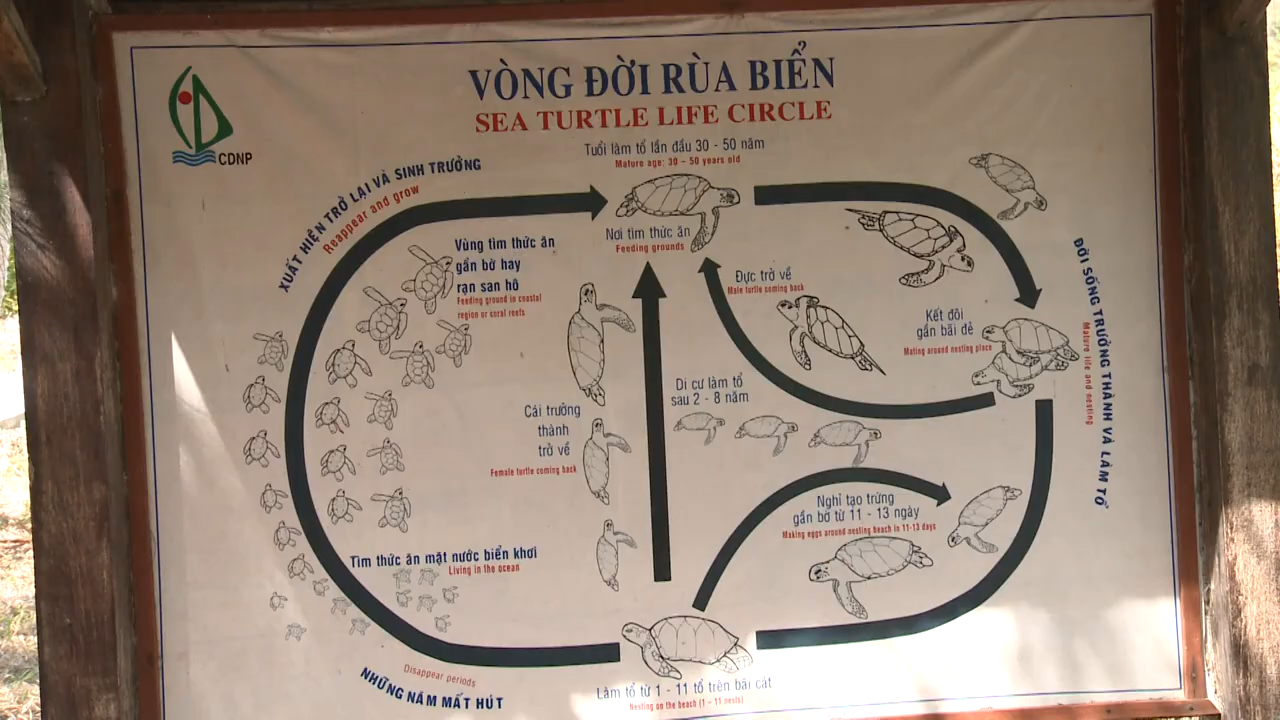 VÒNG ĐỜI RÙA BIỂN
SEA TURTLE LIFE CIRCLE
CDNP
Tuổi làm tổ lần đầu 30 - 50 năm
Mature age: 30 – 50 years old
XUẤT HIỆN TRỞ LẠI VÀ SINH TRƯỞNG
Reappear and grow
Nơi tìm thức ăn
Feeding grounds
Vùng tìm thức ăn
gần bờ hay
rạn san hô
Feeding ground in coastal
region or coral reefs
Đực trở về
Male turtle coming back
Kết đôi
gần bãi đẻ
Mating around nesting place
ĐỜI SỐNG TRƯỞNG THÀNH VÀ LÀM TỔ
Mature life and nesting
Di cư làm tổ
sau 2 - 8 năm
Cái trưởng
thành
trở về
Female turtle coming back
Nghỉ tạo trứng
gần bờ từ 11 - 13 ngày
Making eggs around nesting beach in 11-13 days
Tìm thức ăn mặt nước biển khơi
Living in the ocean
Disappear periods
NHỮNG NĂM MẤT HÚT
Làm tổ từ 1 - 11 tổ trên bãi cát
Nesting on the beach (1 – 11 nests)